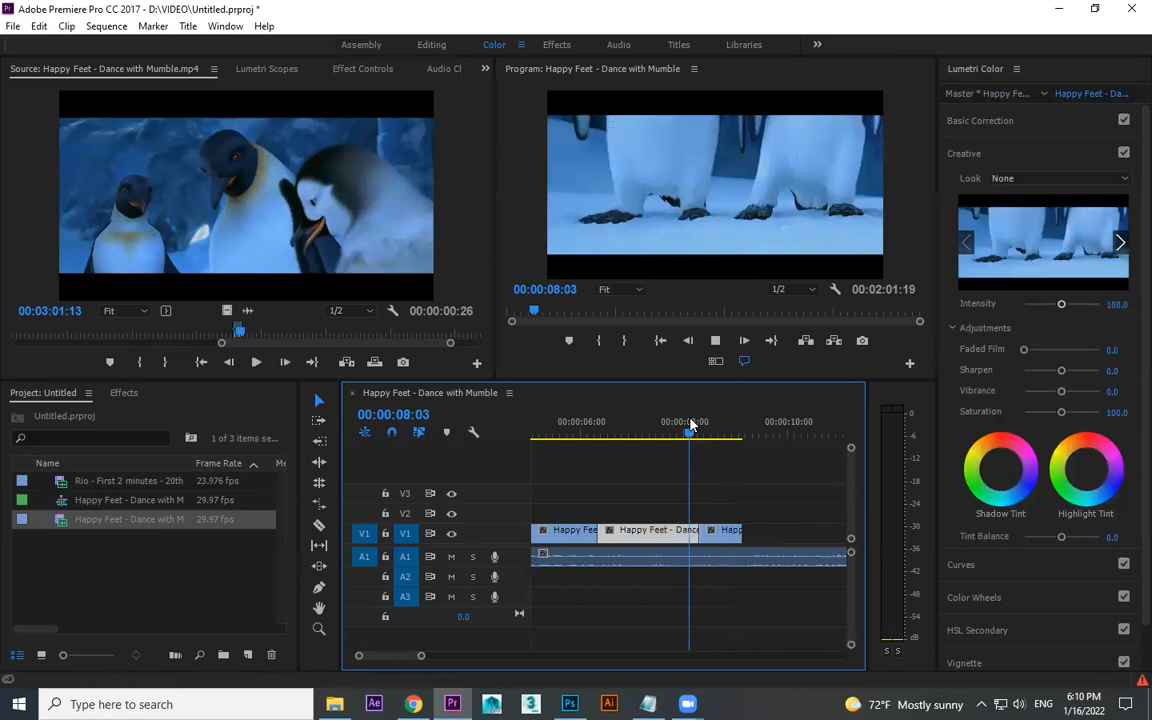 Adobe Premiere Pro CC 2017 - D:\VIDEO\Untitled.prproj *
File Edit Clip Sequence Marker Title Window Help
Assembly Editing Color Effects Audio Titles Libraries
Source: Happy Feet - Dance with Mumble.mp4 Lumetri Scopes Effect Controls Audio Cl
Program: Happy Feet - Dance with Mumble
Lumetri Color
Master * Happy Fe... Happy Feet - Da...
Basic Correction
Creative
Look None
Intensity 100.0
Adjustments
Faded Film 0.0
Sharpen 0.0
Vibrance 0.0
Saturation 100.0
Shadow Tint Highlight Tint
Tint Balance 0.0
Curves
Color Wheels
HSL Secondary
Vignette
00:03:01:13 Fit 1/2 00:00:00:26
00:00:08:03 Fit 1/2 00:02:01:19
Project: Untitled Effects
Untitled.prproj
1 of 3 items se...
Name Frame Rate Me
Rio - First 2 minutes - 20th 23.976 fps
Happy Feet - Dance with M 29.97 fps
Happy Feet - Dance with M 29.97 fps
× Happy Feet - Dance with Mumble
00:00:08:03
00:00:06:00 00:00:10:00
V3
V2
V1 V1 Happy Fee Happy Feet - Dance Happ
A1 A1 M S
A2 M S
A3 M S
0.0
0
-6
-12
-18
-24
-30
-36
-42
-48
-54
dB
S S
Type here to search
72°F Mostly sunny ENG
6:10 PM
1/16/2022